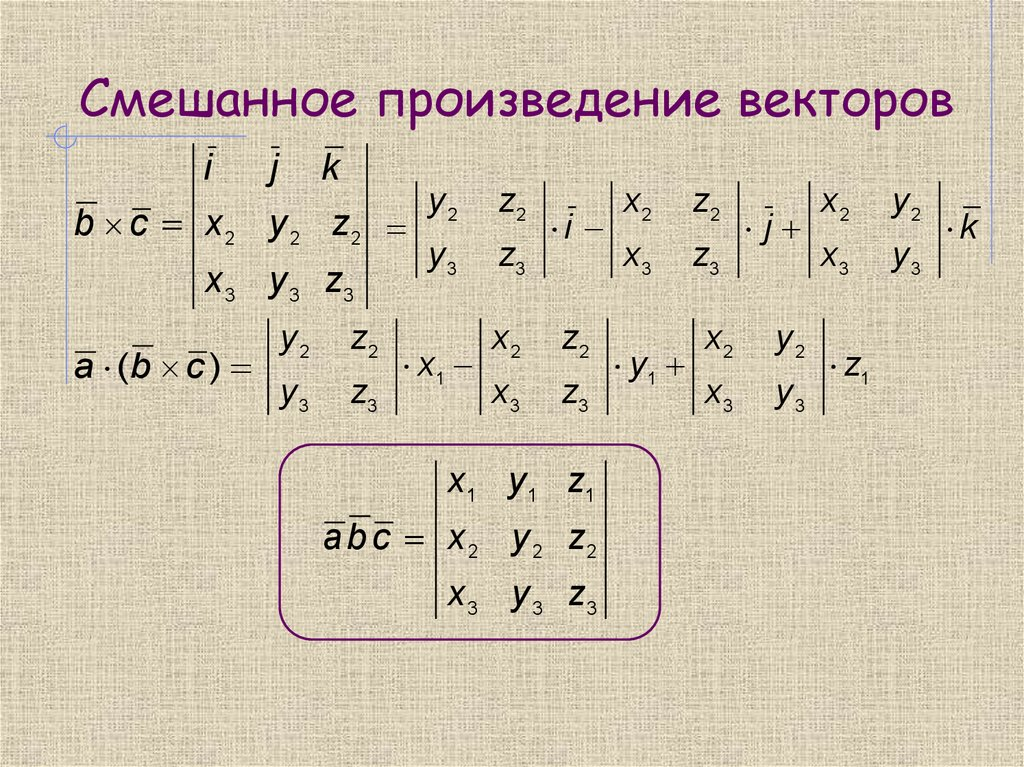 Смешанное произведение векторов
i̅ j̅ k̅
b̅ × c̅ = | x₂ y₂ z₂ | = | y₂ z₂ | · i̅ − | x₂ z₂ | · j̅ + | x₂ y₂ | · k̅
x₃ y₃ z₃ | y₃ z₃ | | x₃ z₃ | | x₃ y₃ |
a̅ · (b̅ × c̅) = | y₂ z₂ | · x₁ − | x₂ z₂ | · y₁ + | x₂ y₂ | · z₁
| y₃ z₃ | | x₃ z₃ | | x₃ y₃ |
x₁ y₁ z₁
a̅ b̅ c̅ = | x₂ y₂ z₂ |
x₃ y₃ z₃